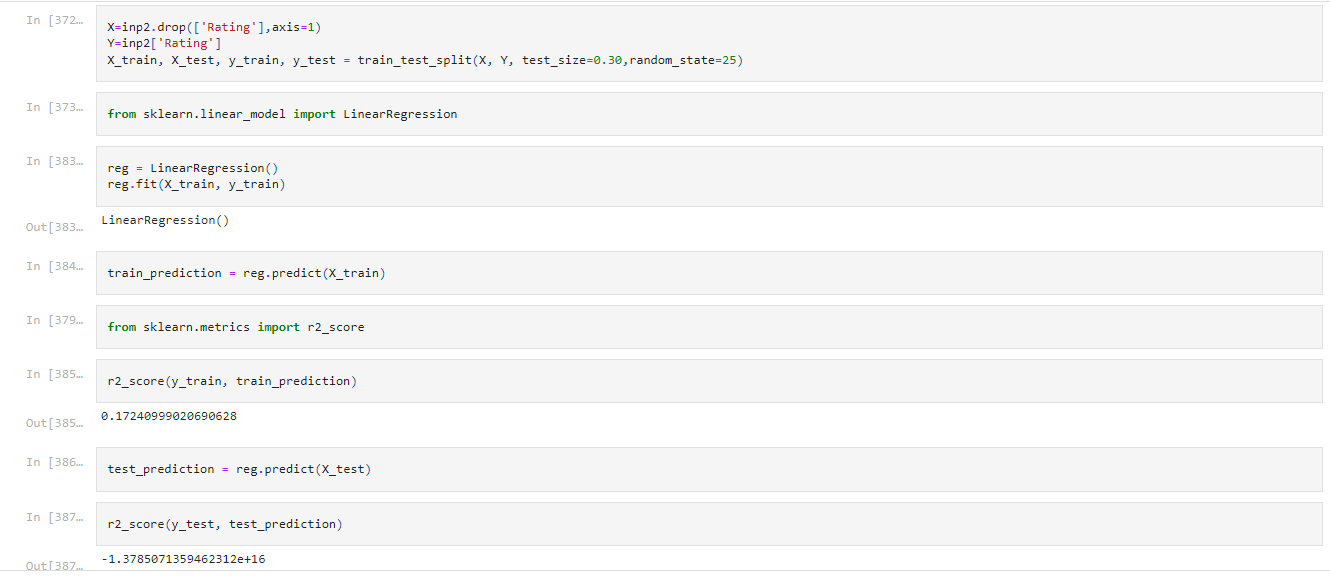 In [372…
X=inp2.drop(['Rating'],axis=1)
Y=inp2['Rating']
X_train, X_test, y_train, y_test = train_test_split(X, Y, test_size=0.30,random_state=25)
In [373…
from sklearn.linear_model import LinearRegression
In [383…
reg = LinearRegression()
reg.fit(X_train, y_train)
Out[383…
LinearRegression()
In [384…
train_prediction = reg.predict(X_train)
In [379…
from sklearn.metrics import r2_score
In [385…
r2_score(y_train, train_prediction)
Out[385…
0.17240999020690628
In [386…
test_prediction = reg.predict(X_test)
In [387…
r2_score(y_test, test_prediction)
Out[387…
-1.3785071359462312e+16